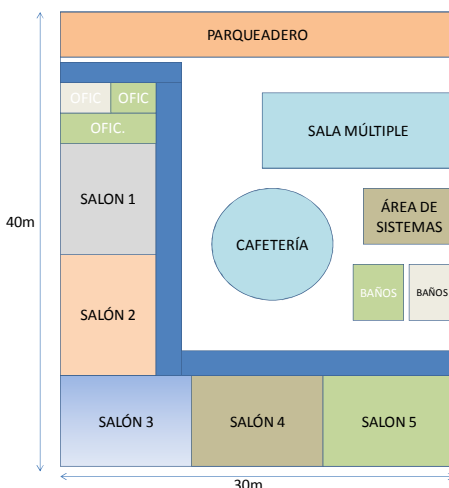 PARQUEADERO
OFIC
OFIC
OFIC.
SALA MÚLTIPLE
SALON 1
ÁREA DE
SISTEMAS
40m
CAFETERÍA
BAÑOS
BAÑOS
SALÓN 2
SALÓN 3
SALÓN 4
SALON 5
30m